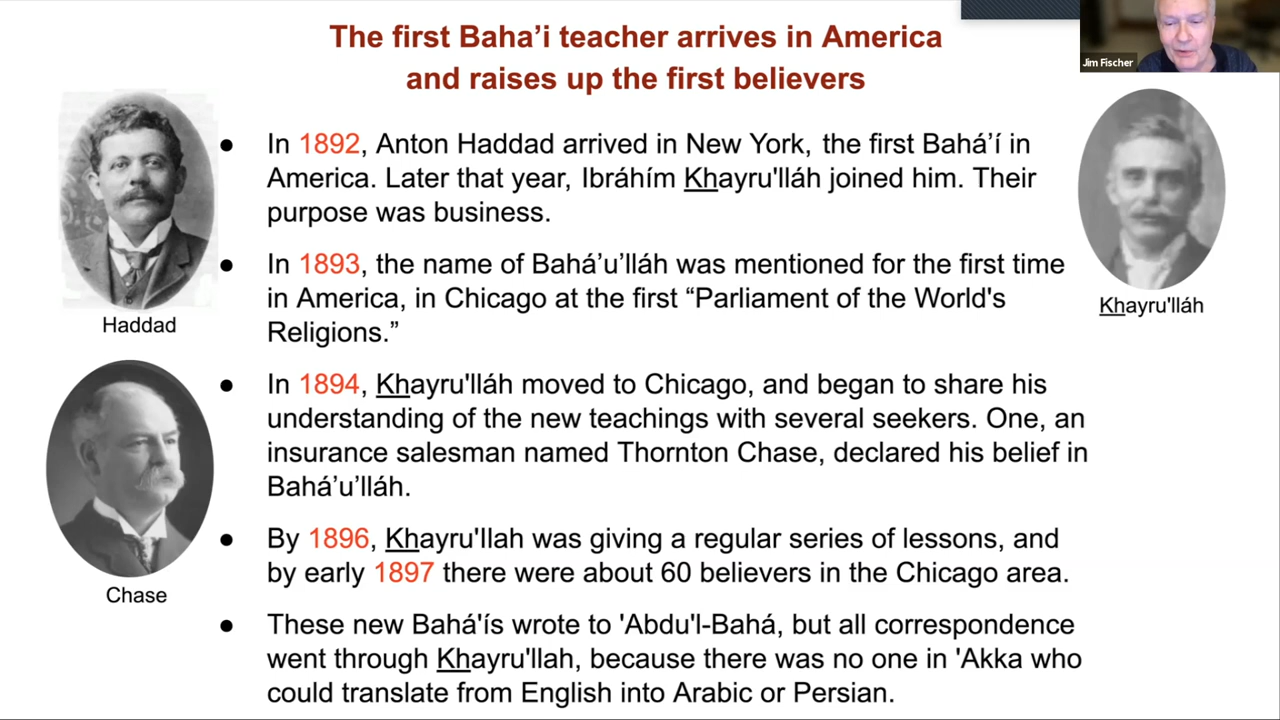 The first Baha’i teacher arrives in America
and raises up the first believers
Jim Fischer
● In 1892, Anton Haddad arrived in New York, the first Bahá’í in
America. Later that year, Ibráhím Khayru'lláh joined him. Their
purpose was business.
● In 1893, the name of Bahá’u’lláh was mentioned for the first time
in America, in Chicago at the first “Parliament of the World's
Religions.”
● In 1894, Khayru'lláh moved to Chicago, and began to share his
understanding of the new teachings with several seekers. One, an
insurance salesman named Thornton Chase, declared his belief in
Bahá’u’lláh.
● By 1896, Khayru'llah was giving a regular series of lessons, and
by early 1897 there were about 60 believers in the Chicago area.
● These new Bahá'ís wrote to 'Abdu'l-Bahá, but all correspondence
went through Khayru'llah, because there was no one in 'Akka who
could translate from English into Arabic or Persian.
Haddad
Khayru'lláh
Chase